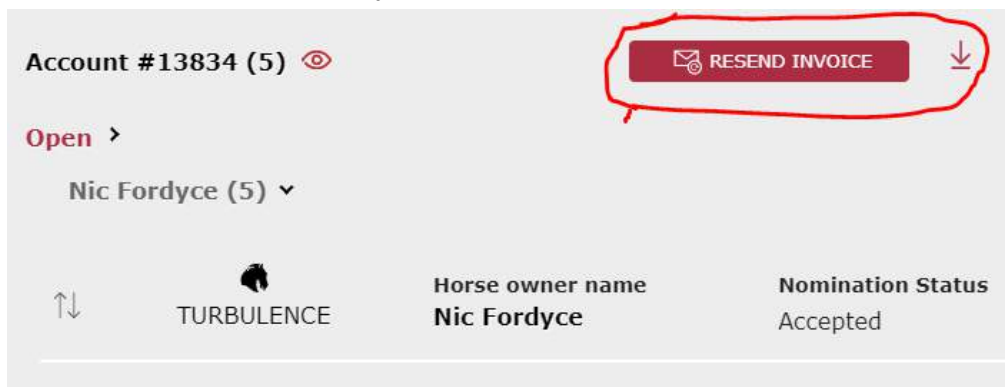 Account #13834 (5)
RESEND INVOICE
Open >
Nic Fordyce (5)
TURBULENCE
Horse owner name
Nic Fordyce
Nomination Status
Accepted